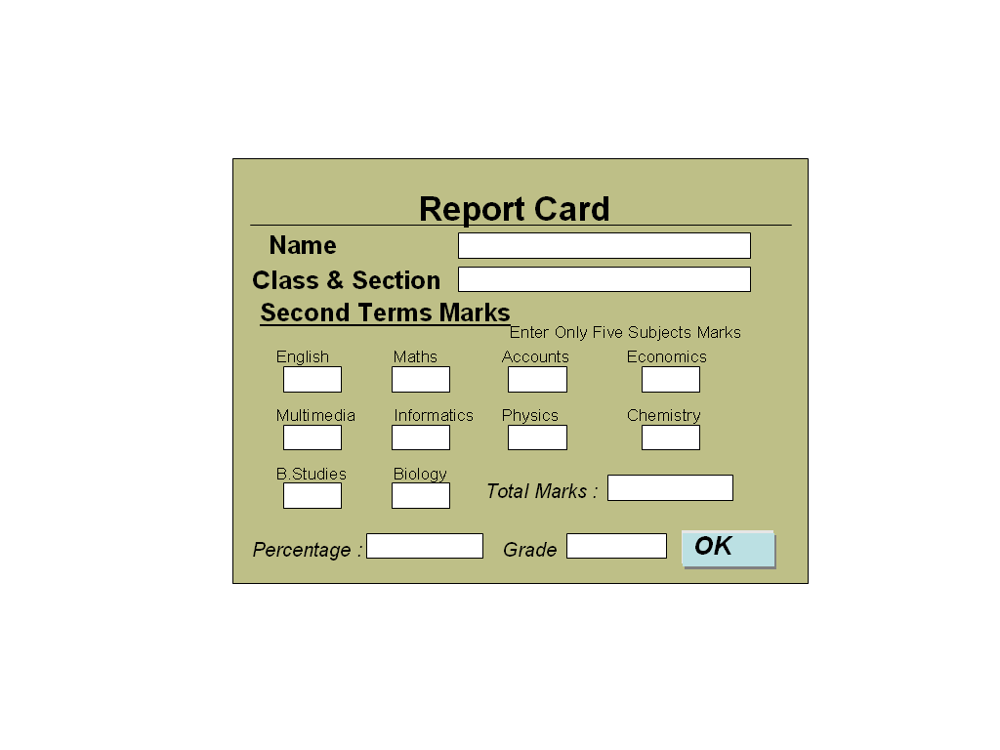 Report Card
Name
Class & Section
Second Terms Marks
Enter Only Five Subjects Marks
English Maths Accounts Economics
Multimedia Informatics Physics Chemistry
B.Studies Biology
Total Marks :
Percentage : Grade OK